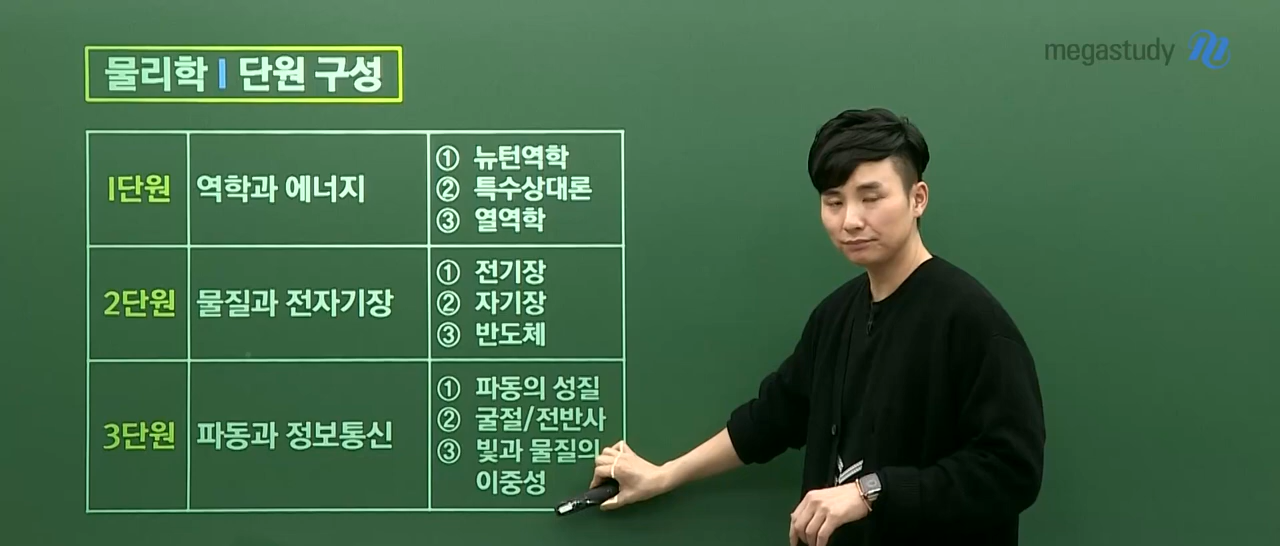 megastudy
물리학 I 단원 구성
1단원 역학과 에너지
① 뉴턴역학
② 특수상대론
③ 열역학
2단원 물질과 전자기장
① 전기장
② 자기장
③ 반도체
3단원 파동과 정보통신
① 파동의 성질
② 굴절/전반사
③ 빛과 물질의
이중성